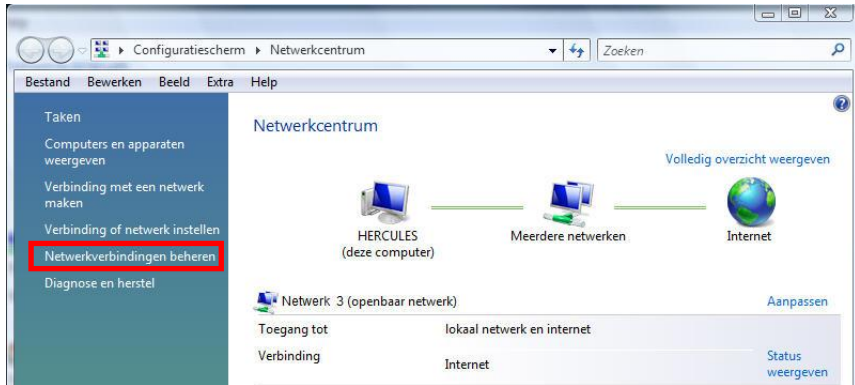 Configuratiescherm Netwerkcentrum
Zoeken
Bestand Bewerken Beeld Extra Help
Taken
Computers en apparaten
weergeven
Verbinding met een netwerk
maken
Verbinding of netwerk instellen
Netwerkverbindingen beheren
Diagnose en herstel
Netwerkcentrum
Volledig overzicht weergeven
HERCULES
(deze computer)
Meerdere netwerken
Internet
Netwerk 3 (openbaar netwerk)
Aanpassen
Toegang tot
lokaal netwerk en internet
Verbinding
Internet
Status
weergeven